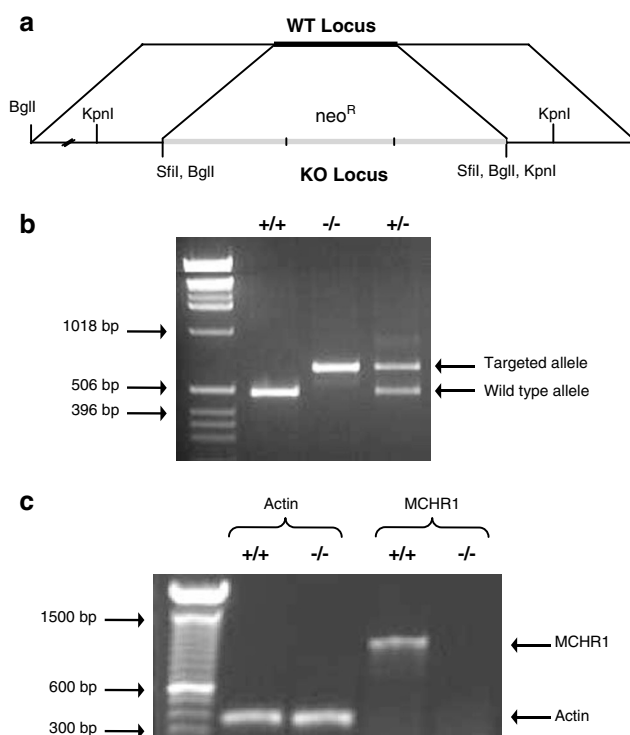 a
WT Locus
BglI
KpnI
neoR
KpnI
SfiI, BglI
KO Locus
SfiI, BglI, KpnI
b
+/+ -/- +/-
1018 bp
506 bp
396 bp
Targeted allele
Wild type allele
c
Actin MCHR1
+/+ -/- +/+ -/-
1500 bp
600 bp
300 bp
MCHR1
Actin